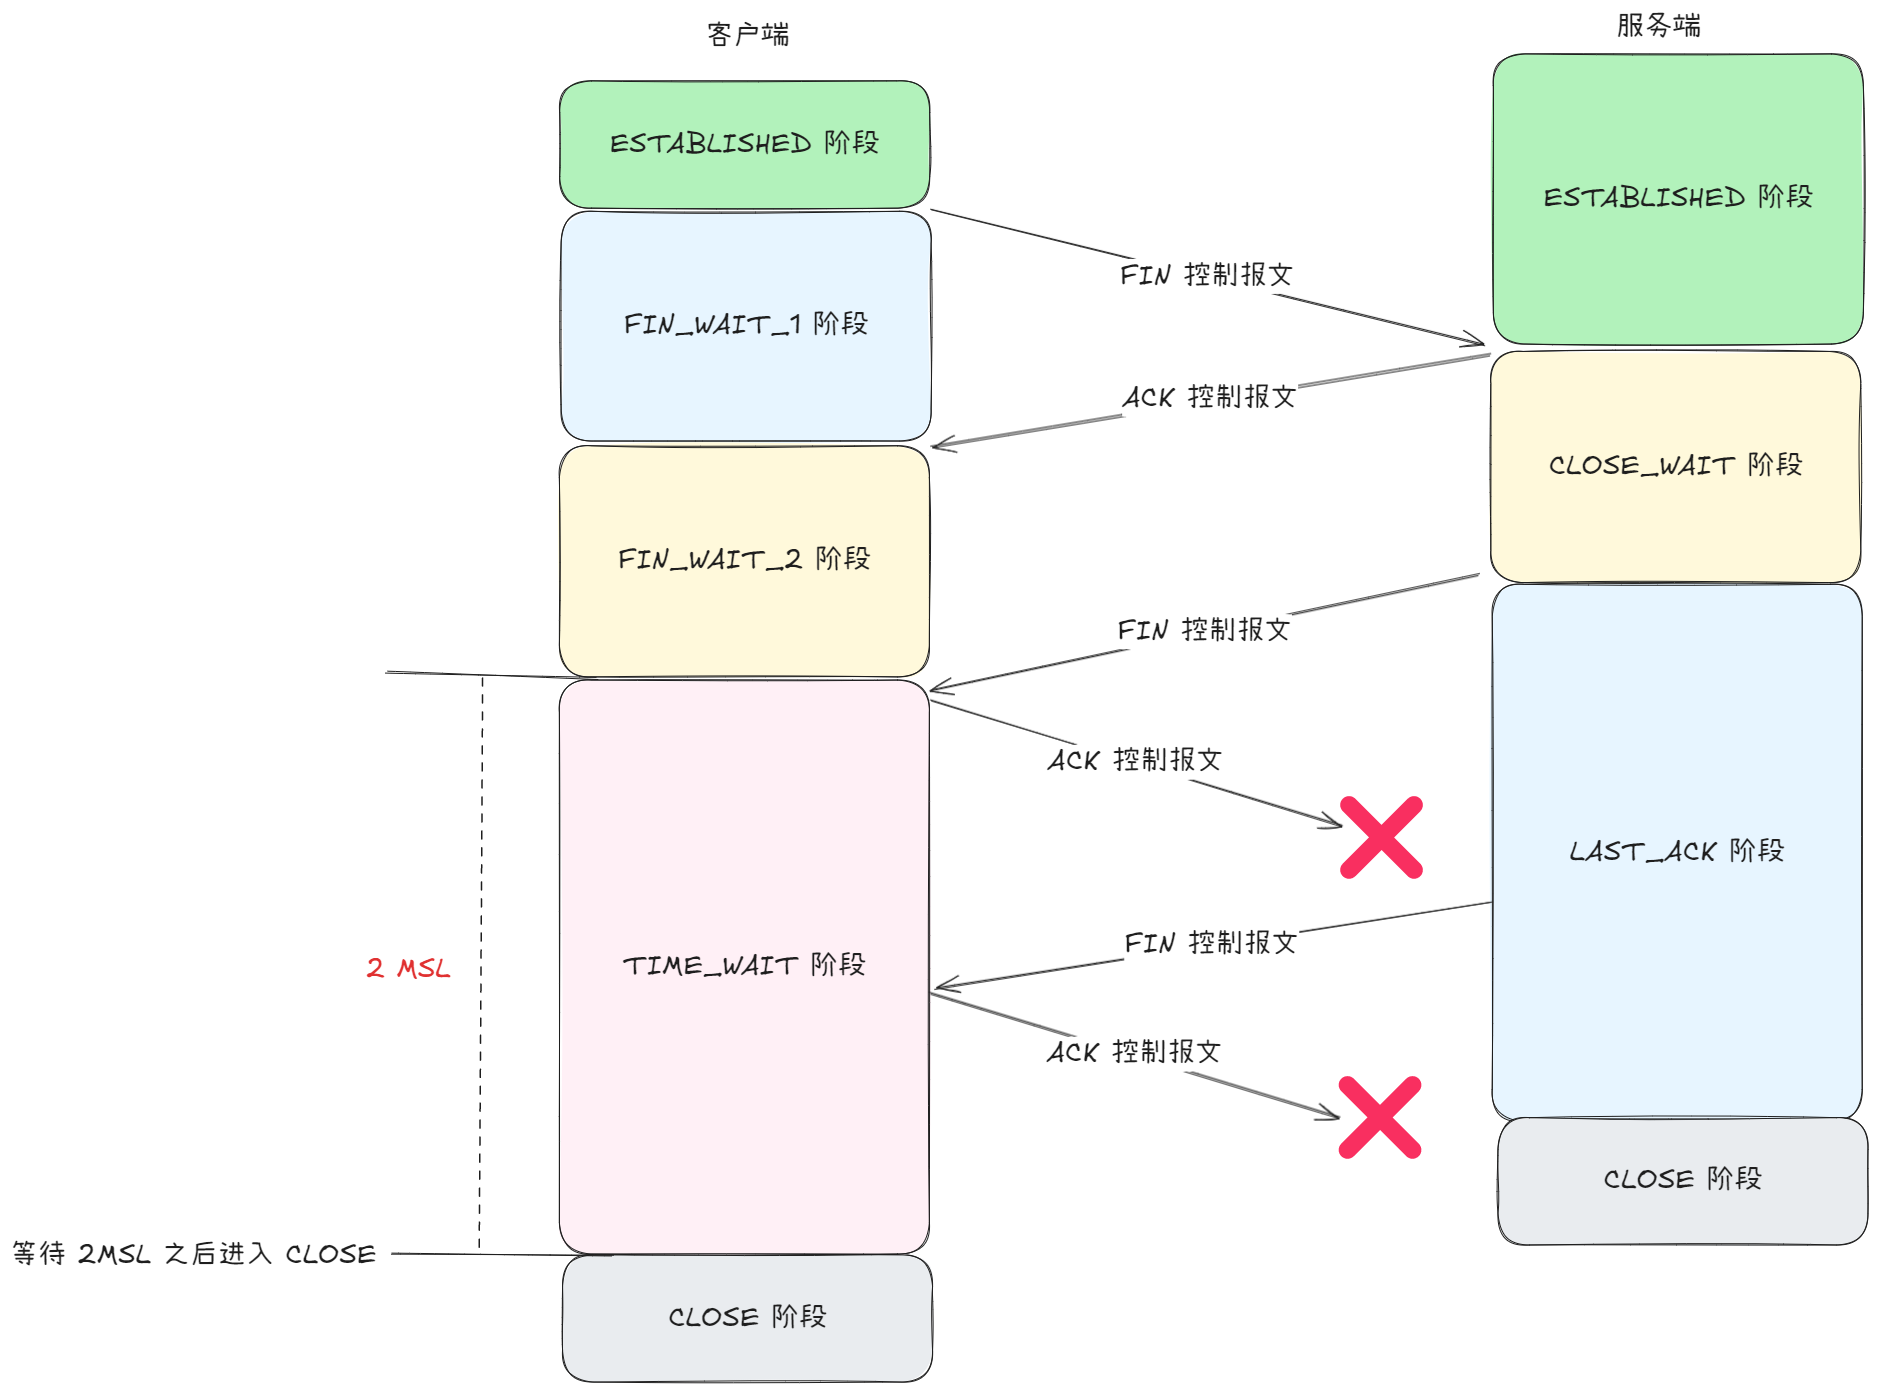 客户端
服务端
ESTABLISHED 阶段
ESTABLISHED 阶段
FIN 控制报文
FIN_WAIT_1 阶段
ACK 控制报文
CLOSE_WAIT 阶段
FIN_WAIT_2 阶段
FIN 控制报文
ACK 控制报文
LAST_ACK 阶段
FIN 控制报文
2 MSL
TIME_WAIT 阶段
ACK 控制报文
CLOSE 阶段
等待 2MSL 之后进入 CLOSE
CLOSE 阶段